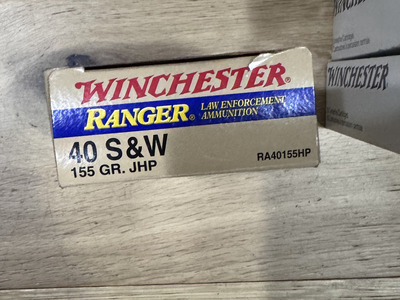 WINCHESTER®
RANGER® LAW ENFORCEMENT
AMMUNITION
40 S&W
155 GR. JHP
RA40155HP
WINCHESTER